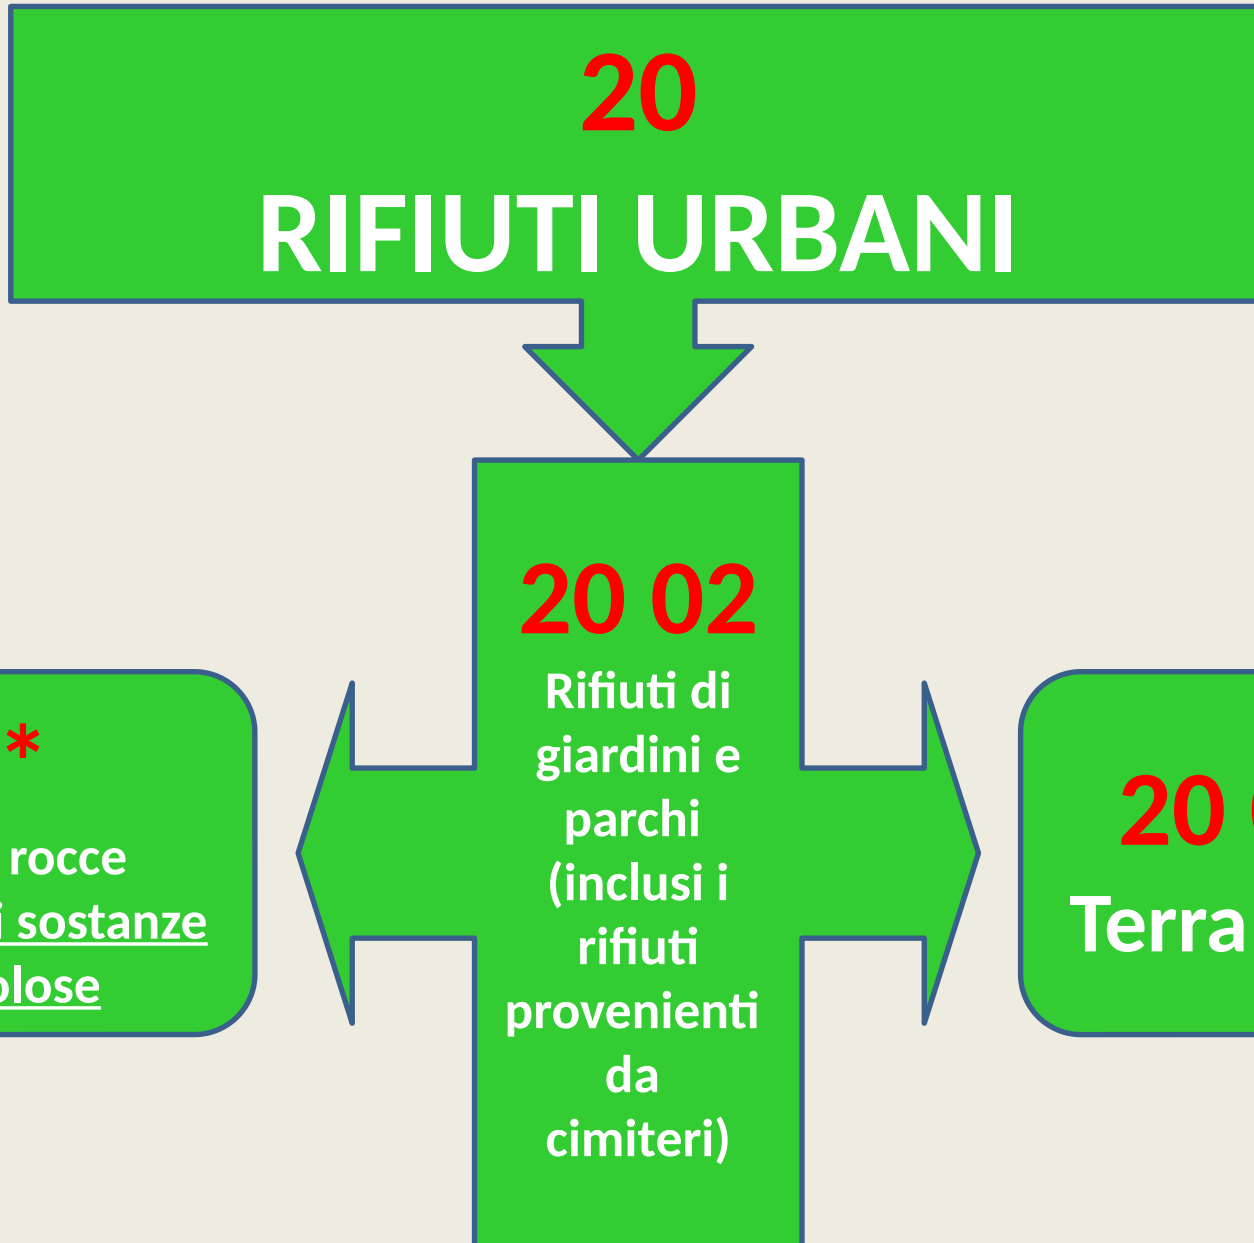 20
RIFIUTI URBANI
20 02
Rifiuti di
giardini e
parchi
(inclusi i
rifiuti
provenienti
da
cimiteri)
*
rocce
sostanze
20
Terra